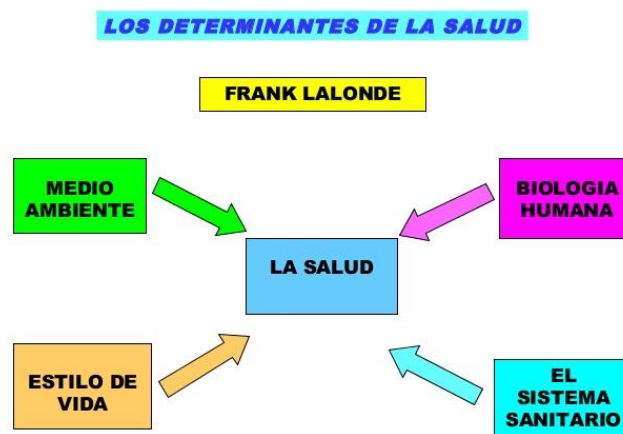 LOS DETERMINANTES DE LA SALUD
FRANK LALONDE
MEDIO
AMBIENTE
BIOLOGIA
HUMANA
LA SALUD
ESTILO DE
VIDA
EL
SISTEMA
SANITARIO